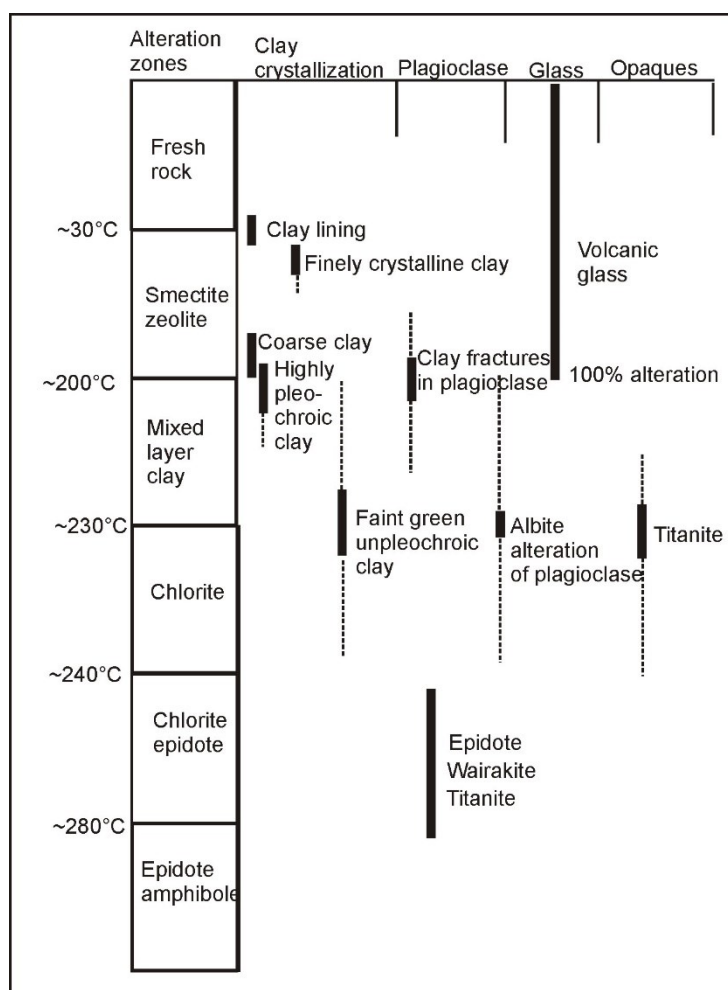 Alteration
zones
Clay
crystallization
Plagioclase
Glass
Opaques
Fresh
rock
~30°C
Clay lining
Finely crystalline clay
Volcanic
glass
Smectite
zeolite
Coarse clay
Highly
pleo-
chroic
clay
Clay fractures
in plagioclase
100% alteration
~200°C
Mixed
layer
clay
~230°C
Faint green
unpleochroic
clay
Albite
alteration
of plagioclase
Titanite
Chlorite
~240°C
Chlorite
epidote
Epidote
Wairakite
Titanite
~280°C
Epidote
amphibole